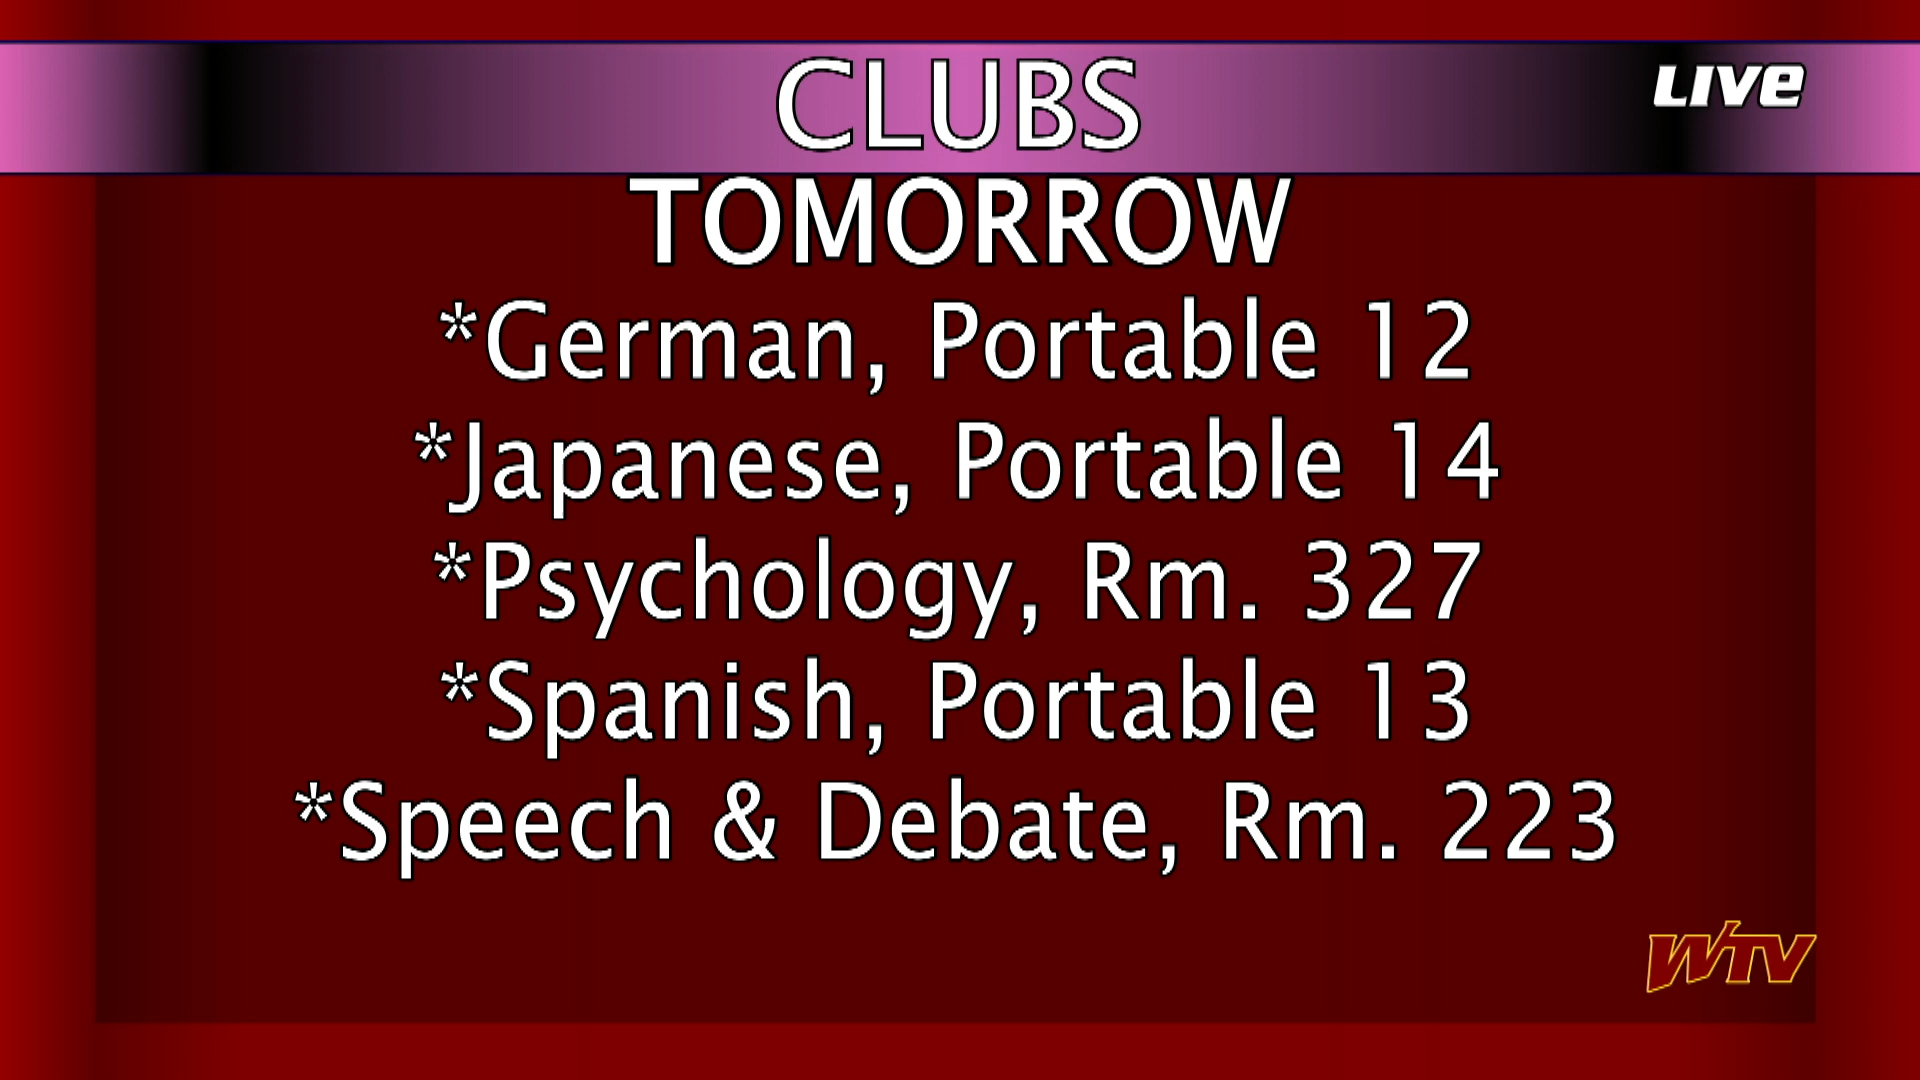 CLUBS
LIVE
TOMORROW
*German, Portable 12
*Japanese, Portable 14
*Psychology, Rm. 327
*Spanish, Portable 13
*Speech & Debate, Rm. 223
WTV